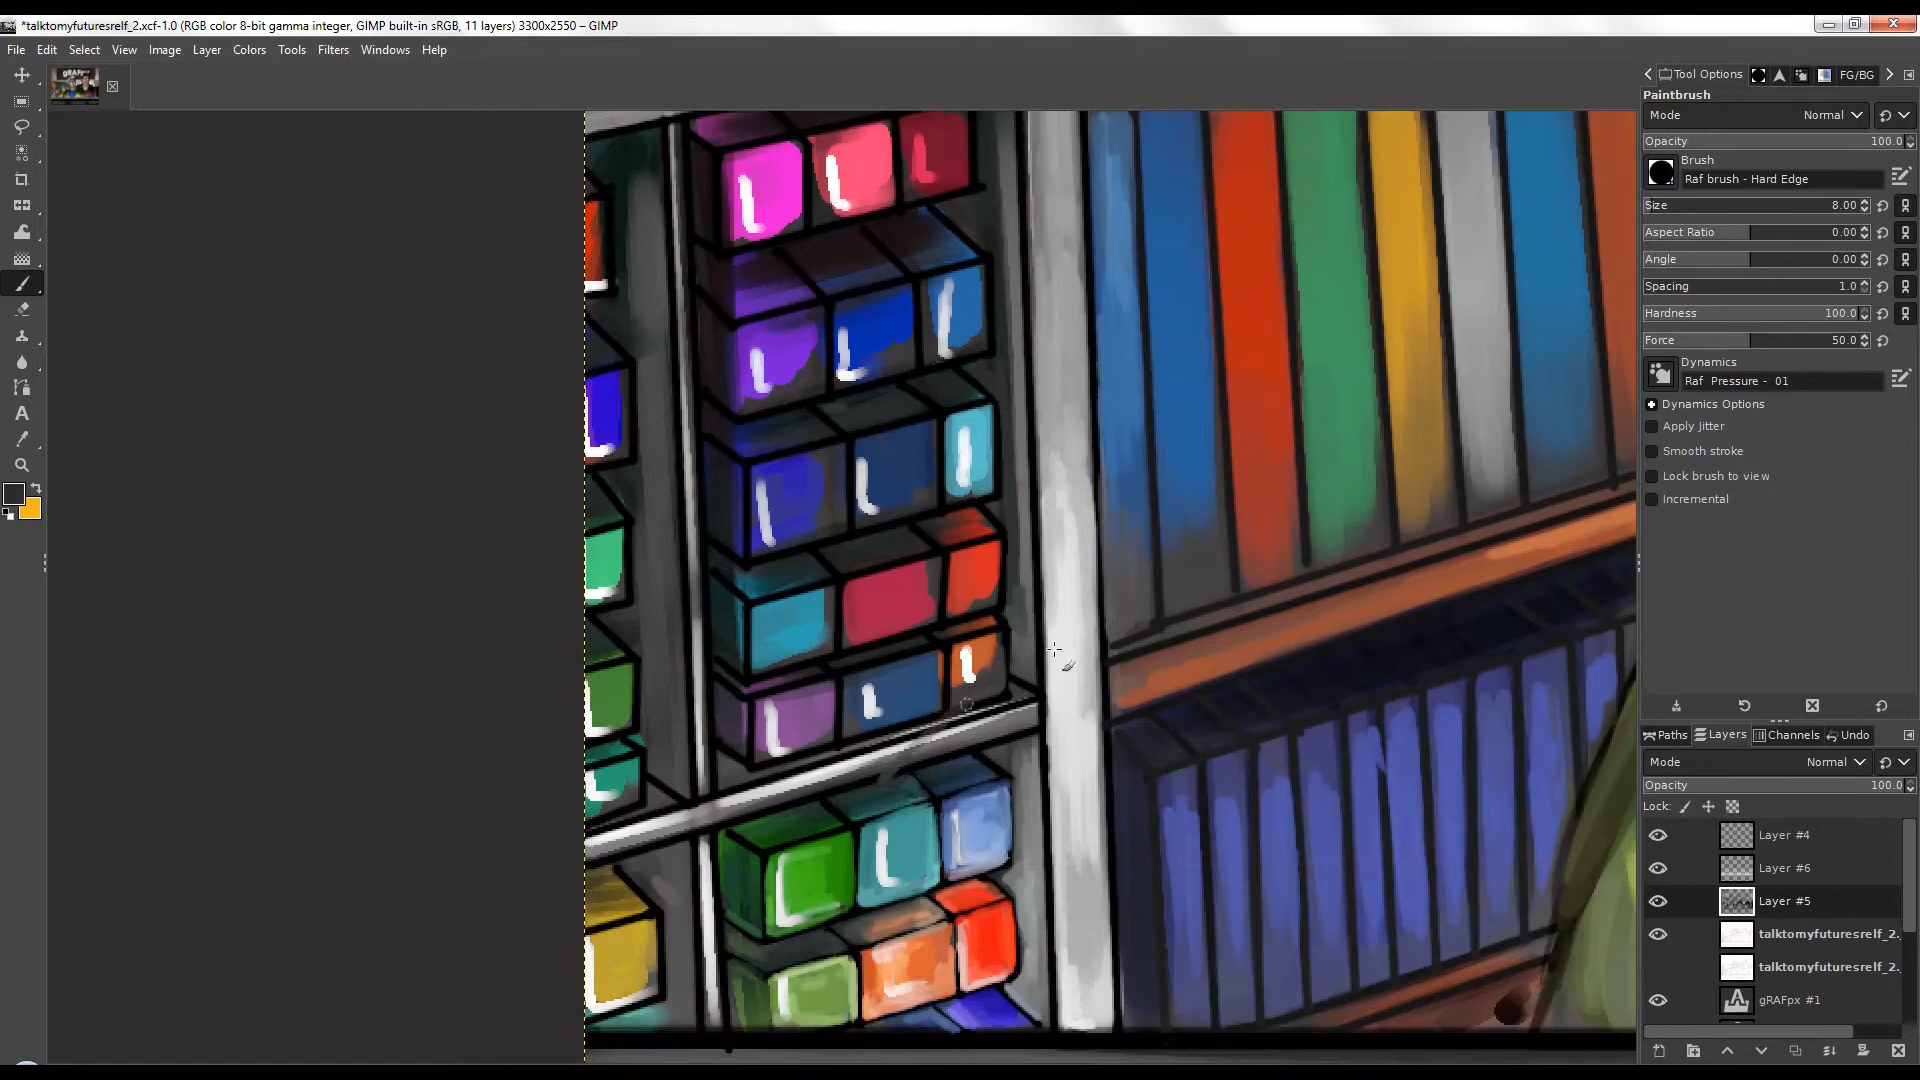 *talktomyfuturesrelf_2.xcf-1.0 (RGB color 8-bit gamma integer, GIMP built-in sRGB, 11 layers) 3300x2550 – GIMP
File Edit Select View Image Layer Colors Tools Filters Windows Help
Tool Options FG/BG
Paintbrush
Mode Normal
Opacity 100.0
Brush
Raf brush - Hard Edge
Size 8.00
Aspect Ratio 0.00
Angle 0.00
Spacing 1.0
Hardness 100.0
Force 50.0
Dynamics
Raf Pressure - 01
Dynamics Options
Apply Jitter
Smooth stroke
Lock brush to view
Incremental
Paths Layers Channels Undo
Mode Normal
Opacity 100.0
Lock:
Layer #4
Layer #6
Layer #5
talktomyfuturesrelf_2.
talktomyfuturesrelf_2.
gRAFpx #1